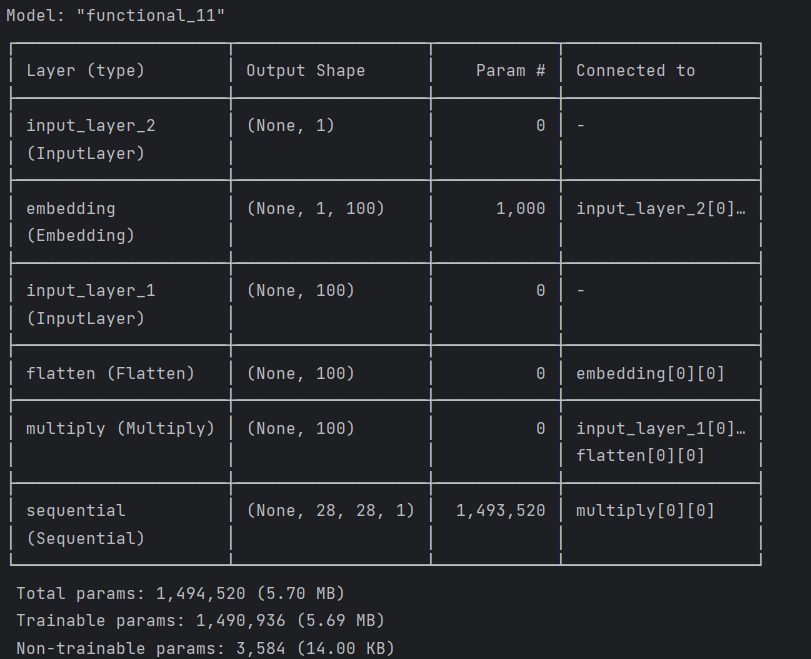 Model: "functional_11"
Layer (type) Output Shape Param # Connected to
input_layer_2 (None, 1) 0 -
(InputLayer)
embedding (None, 1, 100) 1,000 input_layer_2[0]…
(Embedding)
input_layer_1 (None, 100) 0 -
(InputLayer)
flatten (Flatten) (None, 100) 0 embedding[0][0]
multiply (Multiply) (None, 100) 0 input_layer_1[0]…
flatten[0][0]
sequential (None, 28, 28, 1) 1,493,520 multiply[0][0]
(Sequential)
Total params: 1,494,520 (5.70 MB)
Trainable params: 1,490,936 (5.69 MB)
Non-trainable params: 3,584 (14.00 KB)